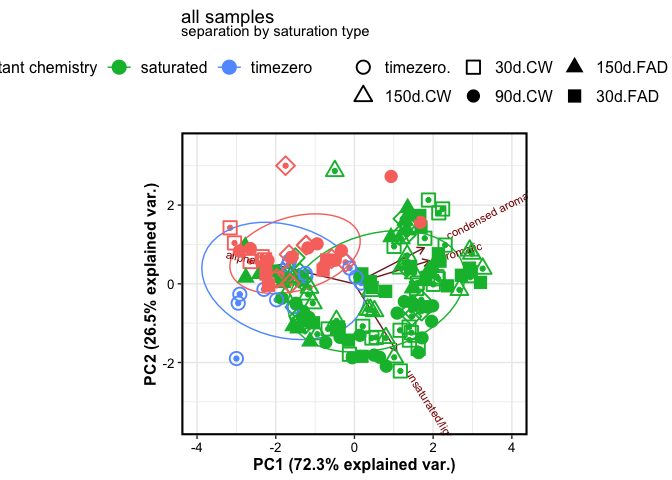 all samples
separation by saturation type
tant chemistry saturated timezero timezero. 30d.CW 150d.FAD
150d.CW 90d.CW 30d.FAD
PC2 (26.5% explained var.)
2
0
-2
condensed aroma
unsaturated/lig
-4 -2 0 2 4
PC1 (72.3% explained var.)